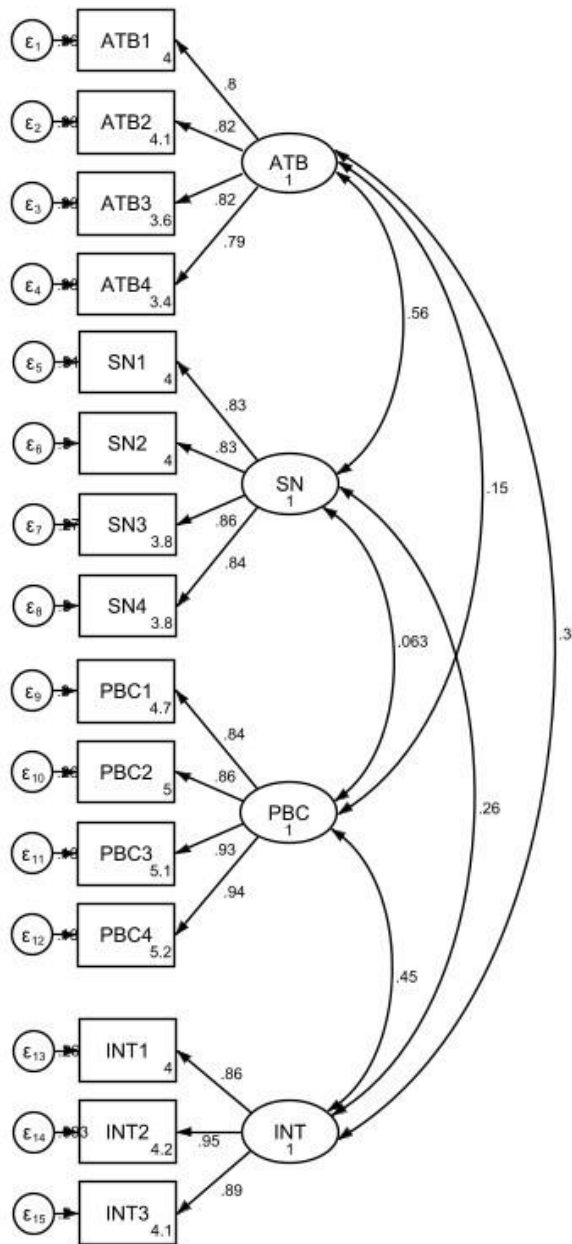 ε1 ATB1 4
.8
ε2 ATB2 4.1
.82
ATB 1
ε3 ATB3 3.6
.82
ε4 ATB4 3.4
.79
.56
ε5 SN1 4
.83
ε6 SN2 4
.83
SN 1
.15
ε7 SN3 3.8
.86
ε8 SN4 3.8
.84
.063
.3
ε9 PBC1 4.7
.84
ε10 PBC2 5
.86
PBC 1
.26
ε11 PBC3 5.1
.93
ε12 PBC4 5.2
.94
.45
ε13 INT1 4
.86
ε14 INT2 4.2
.95
INT 1
ε15 INT3 4.1
.89